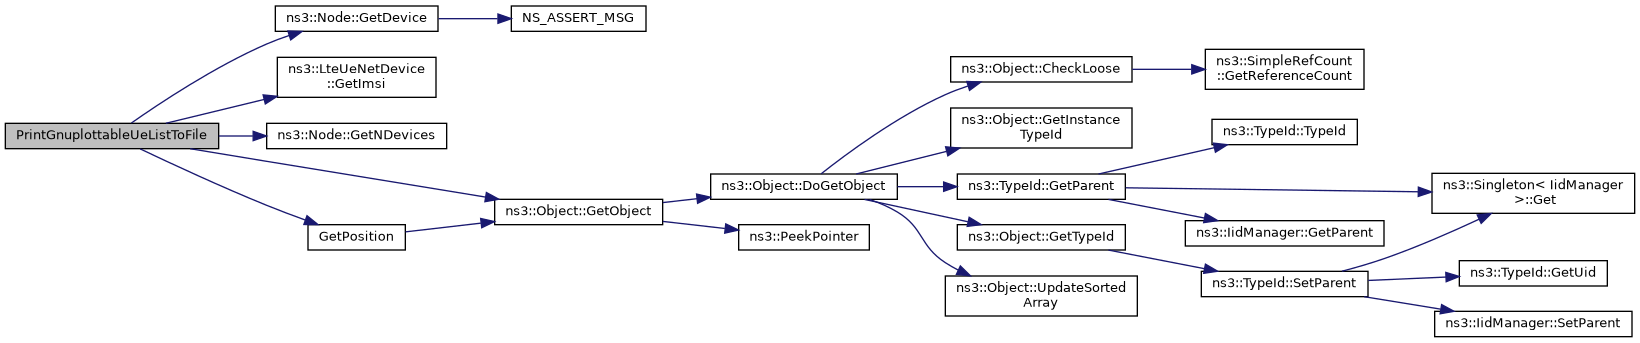 PrintGnuplottableUeListToFile
ns3::Node::GetDevice
NS_ASSERT_MSG
ns3::LteUeNetDevice
::GetImsi
ns3::Node::GetNDevices
ns3::Object::GetObject
GetPosition
ns3::Object::DoGetObject
ns3::PeekPointer
ns3::Object::CheckLoose
ns3::SimpleRefCount
::GetReferenceCount
ns3::Object::GetInstance
TypeId
ns3::TypeId::GetParent
ns3::TypeId::TypeId
ns3::Singleton< IidManager
>::Get
ns3::IidManager::GetParent
ns3::Object::GetTypeId
ns3::TypeId::SetParent
ns3::TypeId::GetUid
ns3::IidManager::SetParent
ns3::Object::UpdateSorted
Array